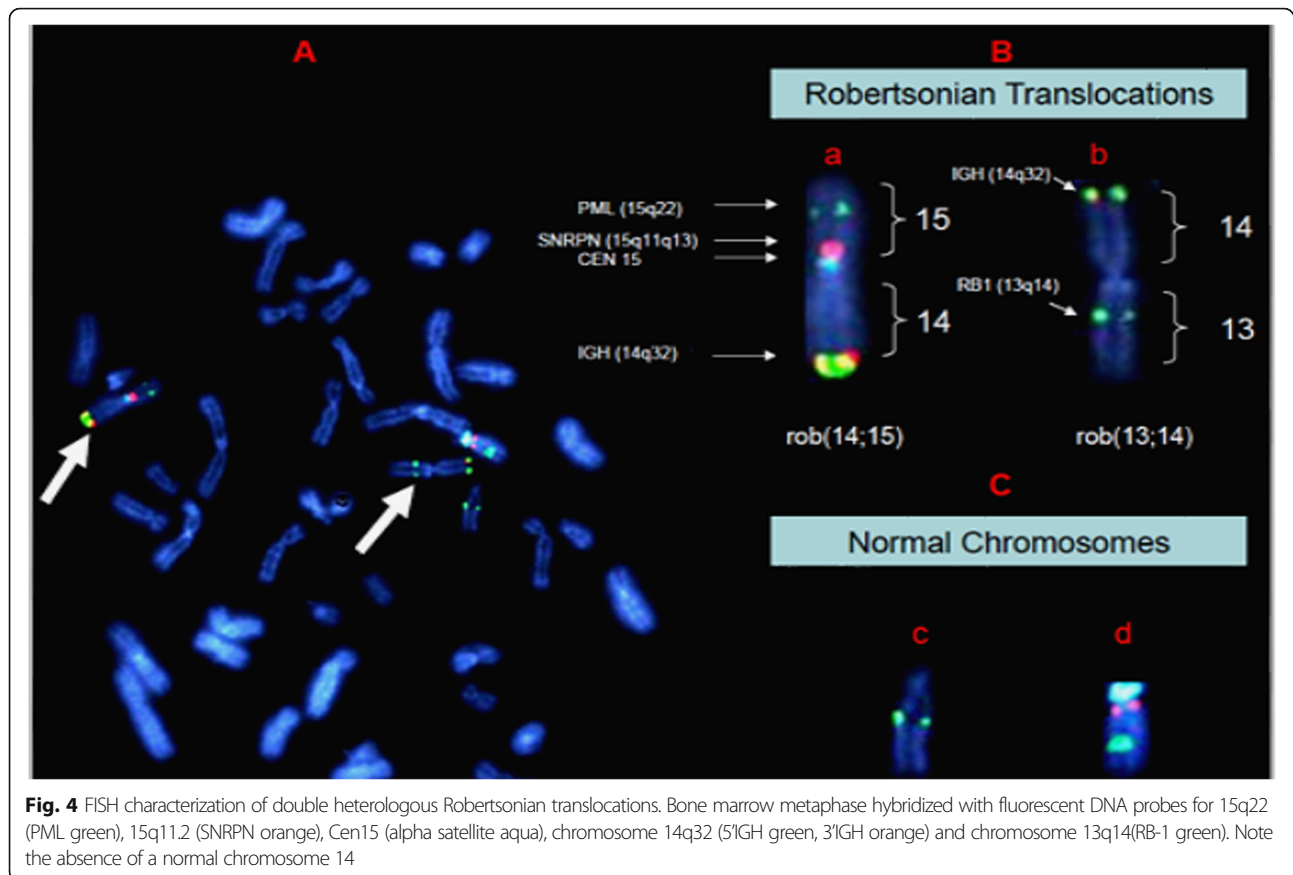 A
B
Robertsonian Translocations
a
b
IGH (14q32)
PML (15q22)
15
14
SNRPN (15q11q13)
CEN 15
RB1 (13q14)
14
13
IGH (14q32)
rob(14;15)
rob(13;14)
C
Normal Chromosomes
c
d
Fig. 4 FISH characterization of double heterologous Robertsonian translocations. Bone marrow metaphase hybridized with fluorescent DNA probes for 15q22
(PML green), 15q11.2 (SNRPN orange), Cen15 (alpha satellite aqua), chromosome 14q32 (5'IGH green, 3'IGH orange) and chromosome 13q14(RB-1 green). Note
the absence of a normal chromosome 14